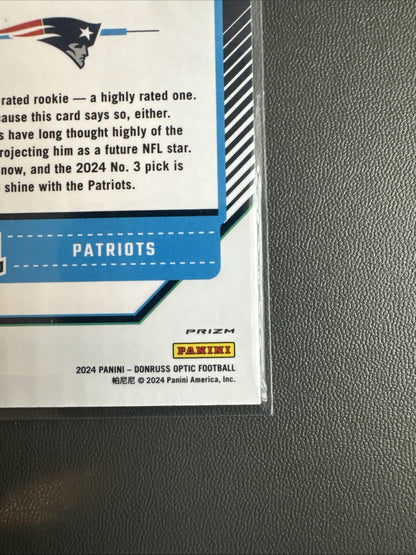 rated rookie — a highly rated one.
cause this card says so, either.
s have long thought highly of the
rojecting him as a future NFL star.
now, and the 2024 No. 3 pick is
shine with the Patriots.
PATRIOTS
PRIZM
PANINI
2024 PANINI – DONRUSS OPTIC FOOTBALL
帕尼尼 © 2024 Panini America, Inc.